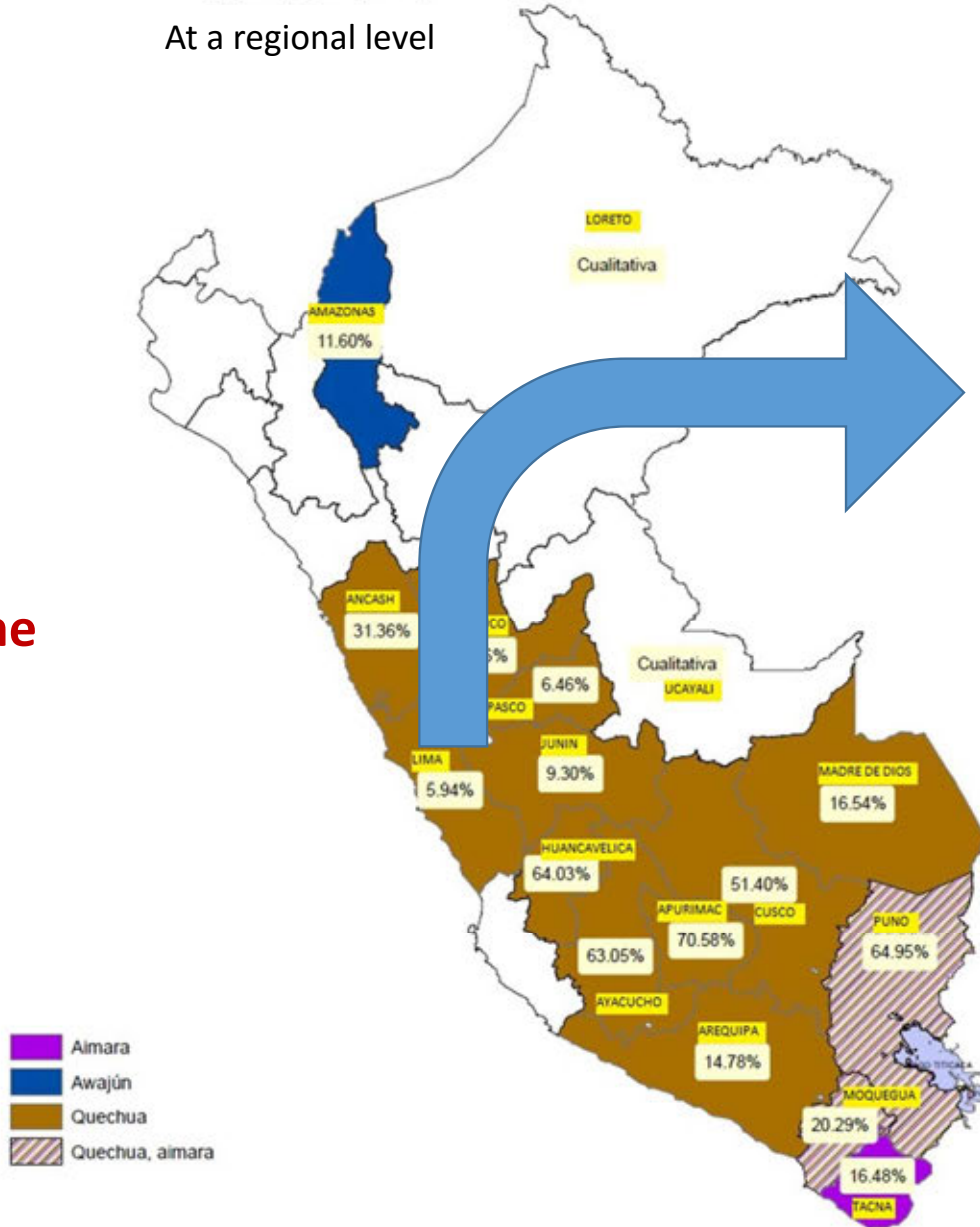 At a regional level
LORETO
Cualitativa
AMAZONAS
11.60%
ANCASH
31.36%
6.46%
PASCO
Cualitativa
UCAYALI
LIMA
5.94%
JUNIN
9.30%
MADRE DE DIOS
16.54%
HUANCAVELICA
64.03%
51.40%
CUSCO
APURIMAC
70.58%
63.05%
AYACUCHO
PUNO
64.95%
AREQUIPA
14.78%
MOQUEGUA
20.29%
16.48%
TACNA
Aimara
Awajún
Quechua
Quechua, aimara